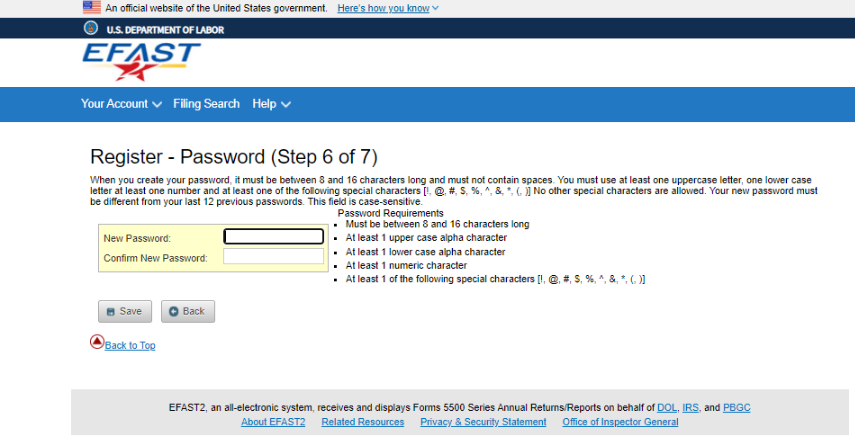 An official website of the United States government. Here's how you know
U.S. DEPARTMENT OF LABOR
EFAST
Your Account Filing Search Help
Register - Password (Step 6 of 7)
When you create your password, it must be between 8 and 16 characters long and must not contain spaces. You must use at least one uppercase letter, one lower case
letter at least one number and at least one of the following special characters [!, @, #, $, %, ^, &, *, (, )] No other special characters are allowed. Your new password must
be different from your last 12 previous passwords. This field is case-sensitive.
Password Requirements
Must be between 8 and 16 characters long
At least 1 upper case alpha character
At least 1 lower case alpha character
At least 1 numeric character
At least 1 of the following special characters [!, @, #, $, %, ^, &, *, (, )]
New Password:
Confirm New Password:
Save Back
Back to Top
EFAST2, an all-electronic system, receives and displays Forms 5500 Series Annual Returns/Reports on behalf of DOL, IRS, and PBGC
About EFAST2 Related Resources Privacy & Security Statement Office of Inspector General